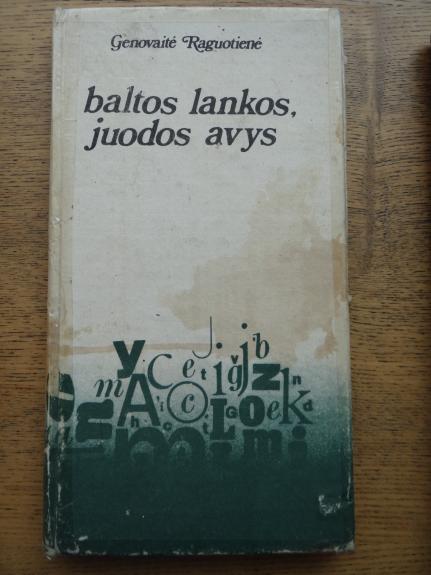 Genovaitė Raguotienė
baltos lankos,
juodos avys